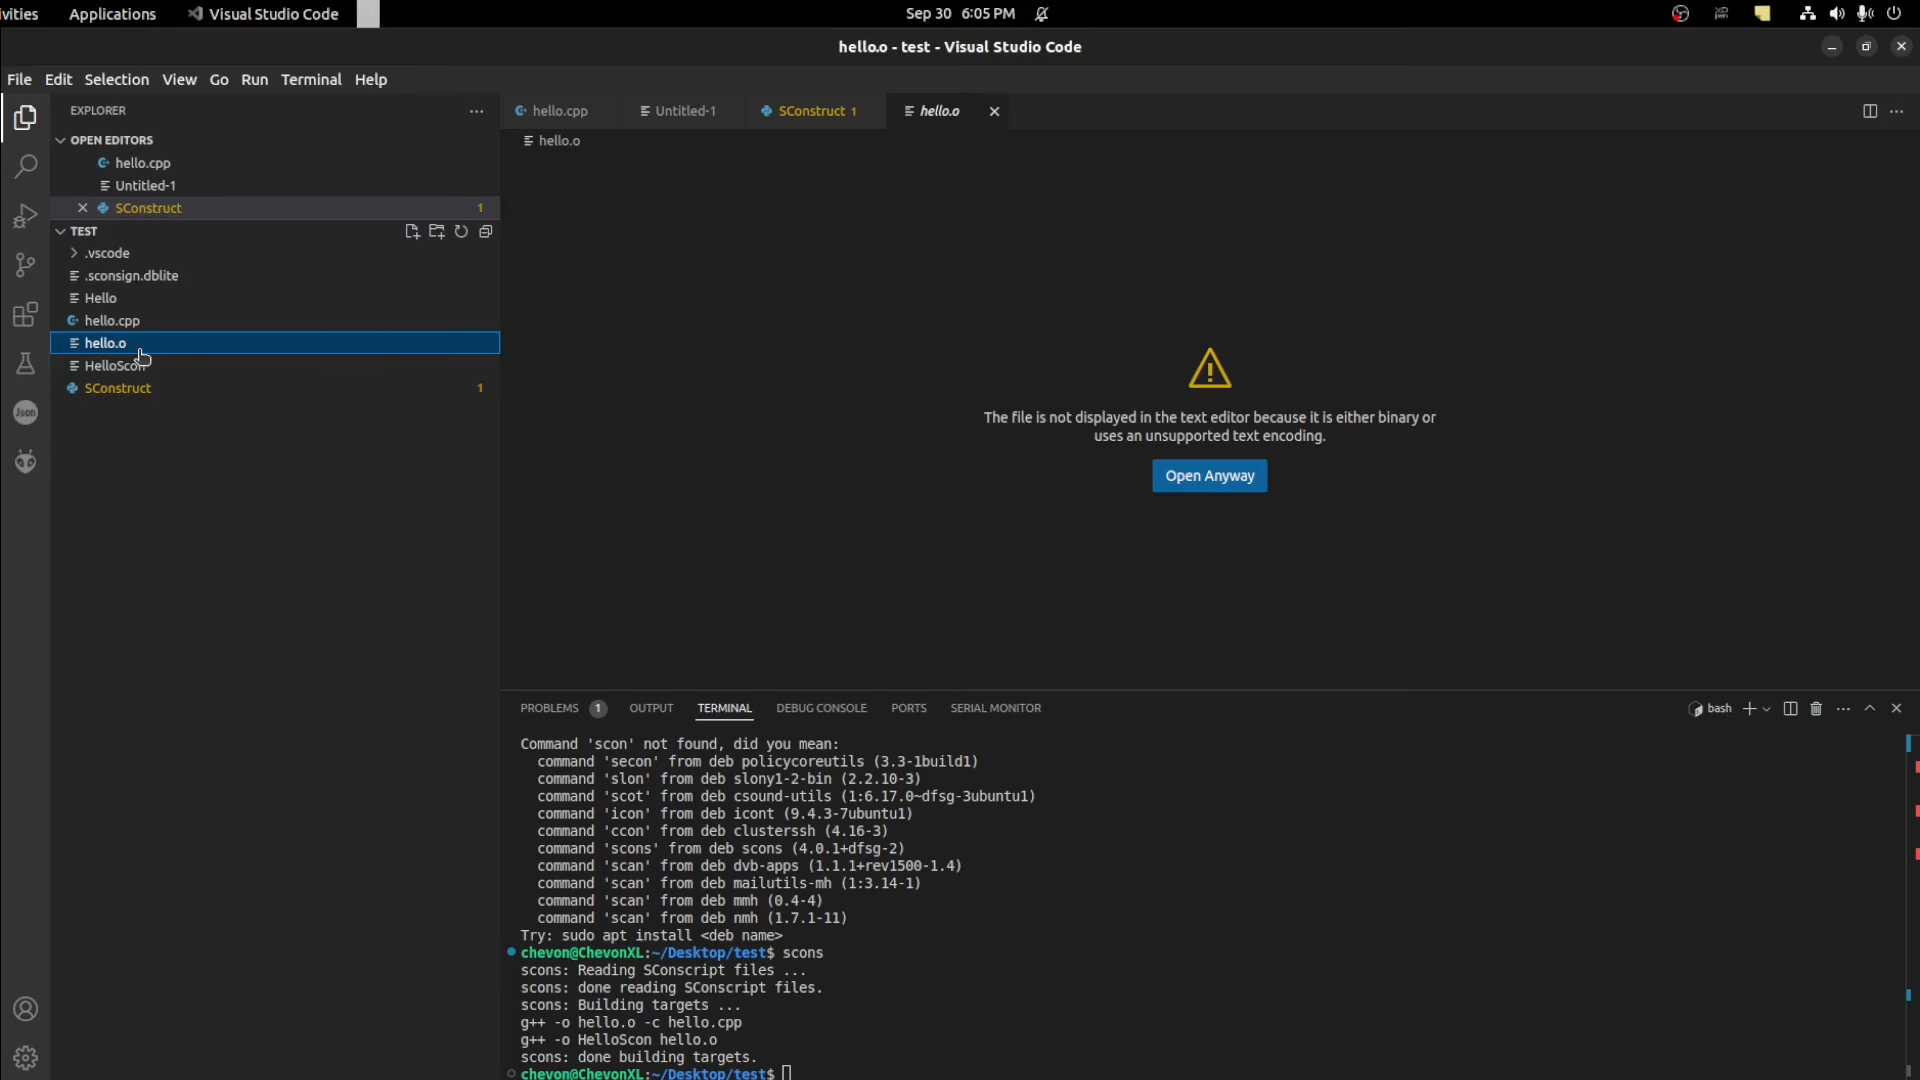 ivities Applications Visual Studio Code Sep 30 6:05 PM
hello.o - test - Visual Studio Code
File Edit Selection View Go Run Terminal Help
EXPLORER
OPEN EDITORS
hello.cpp
Untitled-1
SConstruct 1
TEST
.vscode
.sconsign.dblite
Hello
hello.cpp
hello.o
HelloScon
SConstruct 1
Json
hello.cpp Untitled-1 SConstruct 1 hello.o
hello.o
The file is not displayed in the text editor because it is either binary or
uses an unsupported text encoding.
Open Anyway
PROBLEMS 1 OUTPUT TERMINAL DEBUG CONSOLE PORTS SERIAL MONITOR bash
Command 'scon' not found, did you mean:
command 'secon' from deb policycoreutils (3.3-1build1)
command 'slon' from deb slony1-2-bin (2.2.10-3)
command 'scot' from deb csound-utils (1:6.17.0~dfsg-3ubuntu1)
command 'icon' from deb icont (9.4.3-7ubuntu1)
command 'ccon' from deb clusterssh (4.16-3)
command 'scons' from deb scons (4.0.1+dfsg-2)
command 'scan' from deb dvb-apps (1.1.1+rev1500-1.4)
command 'scan' from deb mailutils-mh (1:3.14-1)
command 'scan' from deb mmh (0.4-4)
command 'scan' from deb nmh (1.7.1-11)
Try: sudo apt install <deb name>
chevon@ChevonXL:~/Desktop/test$ scons
scons: Reading SConscript files ...
scons: done reading SConscript files.
scons: Building targets ...
g++ -o hello.o -c hello.cpp
g++ -o HelloScon hello.o
scons: done building targets.
chevon@ChevonXL:~/Desktop/test$